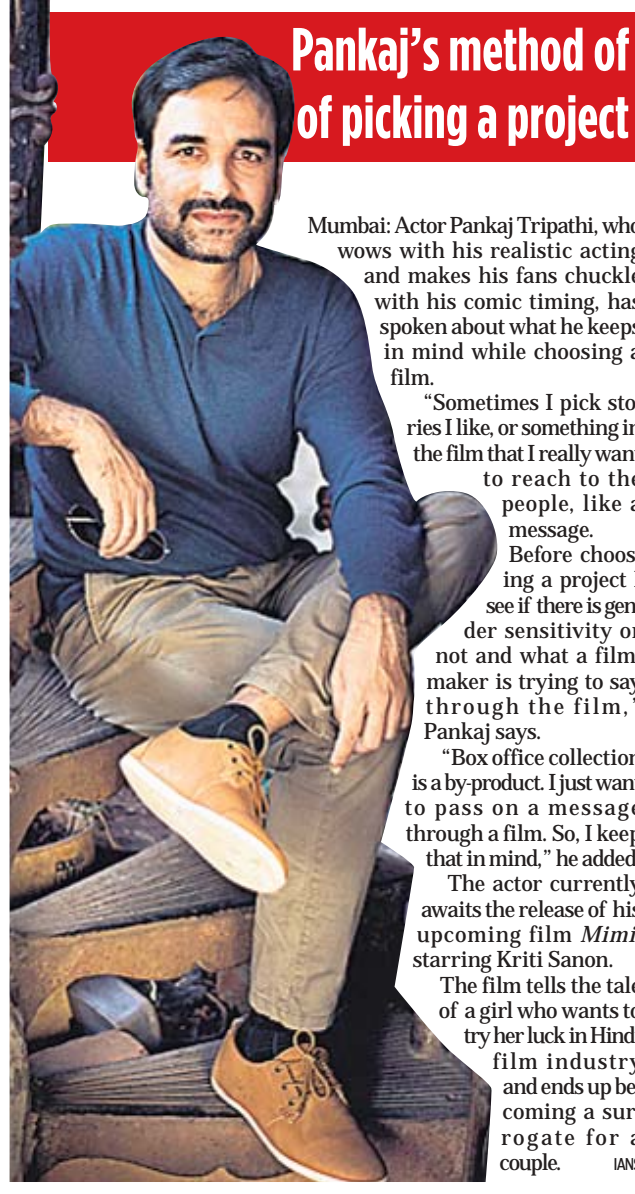 Pankaj's method of
of picking a project
Mumbai: Actor Pankaj Tripathi, who
wows with his realistic acting
and makes his fans chuckle
with his comic timing, has
spoken about what he keeps
in mind while choosing a
film.
"Sometimes I pick sto
ries I like, or something in
the film that I really want
to reach to the
people, like a
message.
Before choos
ing a project I
see if there is gen
der sensitivity or
not and what a film
maker is trying to say
through the film,"
Pankaj says.
"Box office collection
is a by-product. I just want
to pass on a message
through a film. So, I keep
that in mind," he added
The actor currently
awaits the release of his
upcoming film Mimi
starring Kriti Sanon.
The film tells the tale
of a girl who wants to
try her luck in Hindi
film industry
and ends up be
coming a sur
rogate for a
couple. IANS